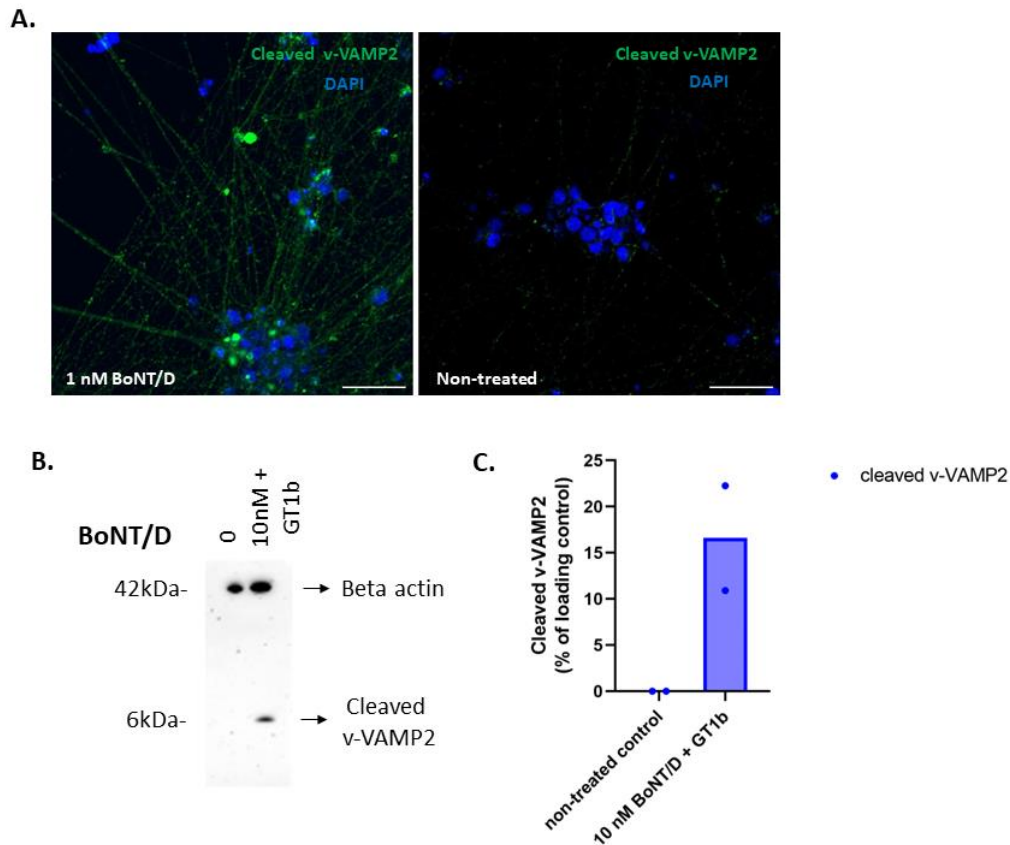 A.
Cleaved v-VAMP2
DAPI
1 nM BoNT/D
Cleaved v-VAMP2
DAPI
Non-treated
B.
BoNT/D
0
10nM +
GT1b
42kDa-
Beta actin
6kDa-
Cleaved
v-VAMP2
C.
Cleaved v-VAMP2
(% of loading control)
25
20
15
10
5
0
non-treated control
10 nM BoNT/D + GT1b
cleaved v-VAMP2